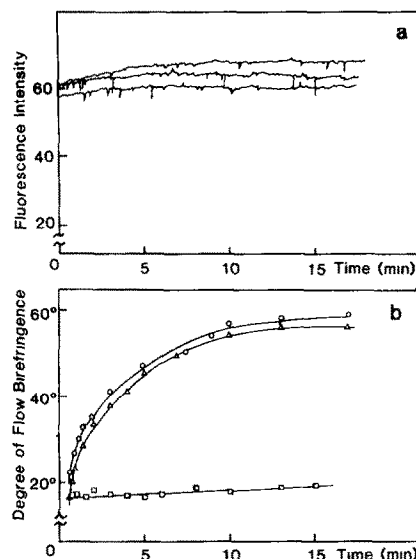 a
Fluorescence Intensity
60
40
20
0
5
10
15
Time (min)
b
Degree of Flow Birefringence
60°
40°
20°
0
5
10
15
Time (min)